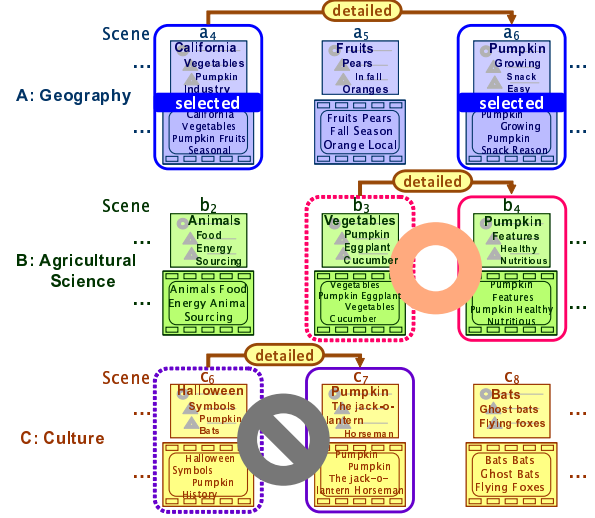 detailed
Scene a4 a5 a6
California
Vegetables
Pumpkin
Industry
Fruits
Pears
In fall
Oranges
Pumpkin
Growing
Snack
Easy
...
...
A: Geography
selected
selected
California
Vegetables
Pumpkin Fruits
Seasonal
Fruits Pears
Fall Season
Orange Local
Pumpkin
Growing
Pumpkin
Snack Reason
...
...
detailed
Scene b2 b3 b4
Animals
Food
Energy
Sourcing
Vegetables
Pumpkin
Eggplant
Cucumber
Pumpkin
Features
Healthy
Nutritious
...
...
B: Agricultural
Science
Animals Food
Energy Anima
Sourcing
Vegetables
Pumpkin Eggplant
Vegetables
Cucumber
Pumpkin
Features
Pumpkin Healthy
Nutritious
...
...
detailed
Scene c6 c7 c8
Halloween
Symbols
Pumpkin
Bats
Pumpkin
The jack-o-
lantern
Horseman
Bats
Ghost bats
Flying foxes
...
...
C: Culture
Halloween
Symbols
Pumpkin
History
Pumpkin
Pumpkin
The jack-o-
lantern Horseman
Bats Bats
Ghost Bats
Flying Foxes
...
...